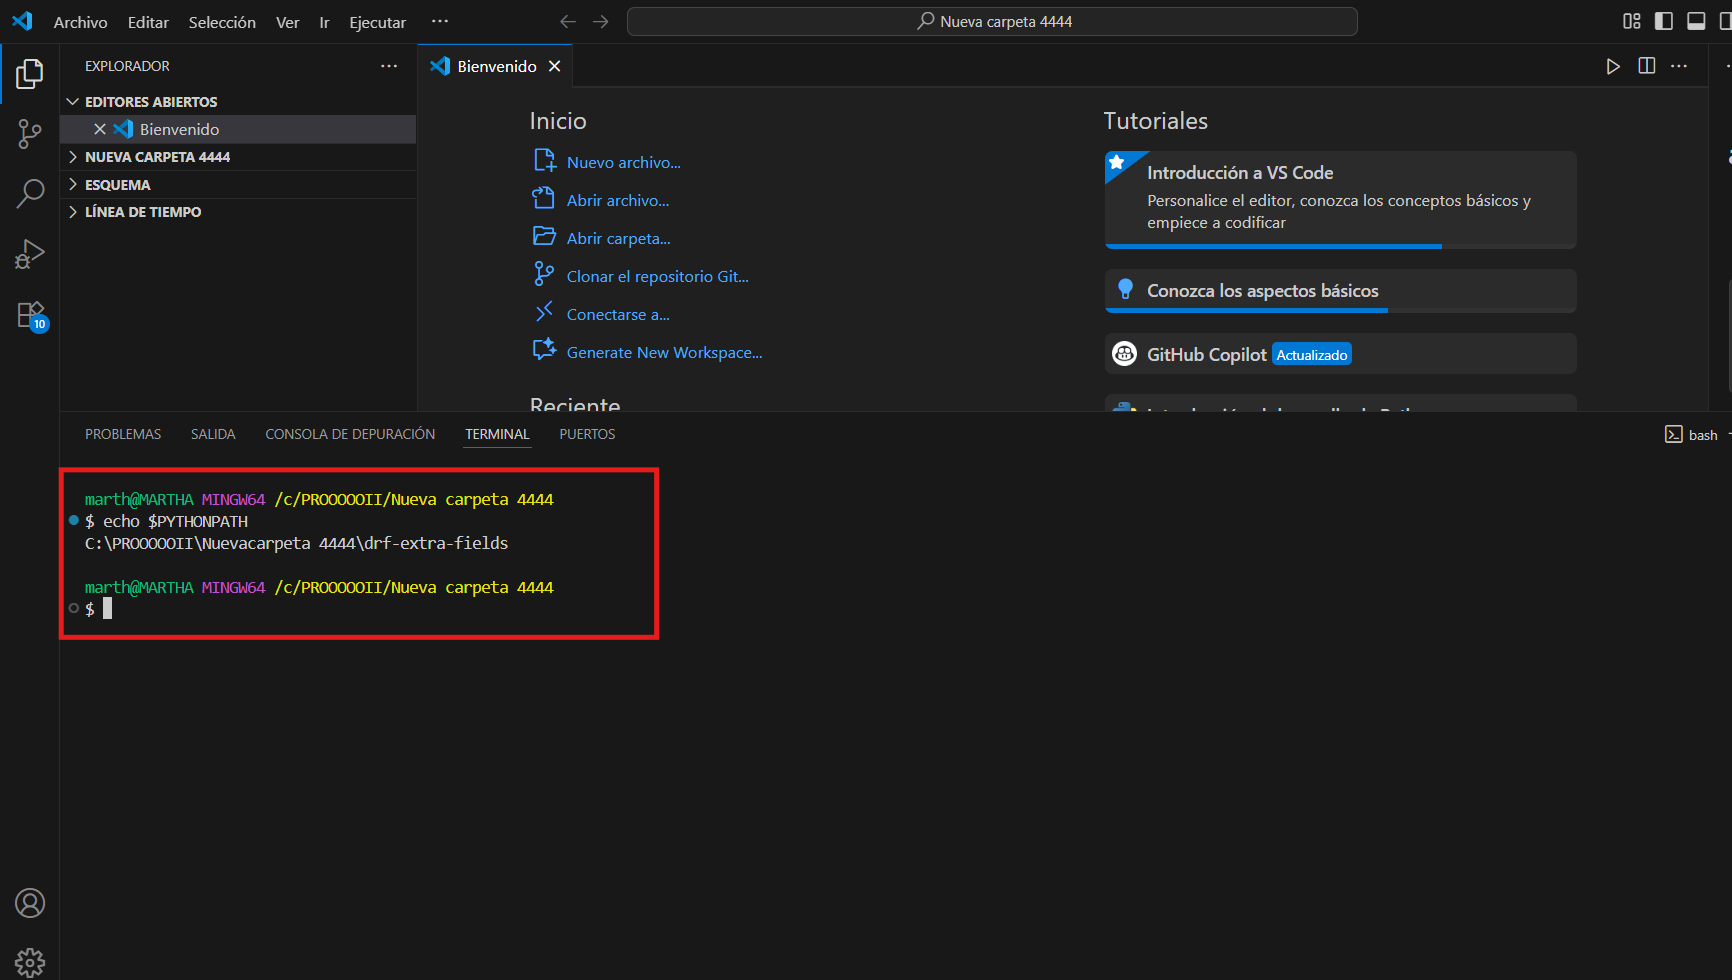 Archivo Editar Selección Ver Ir Ejecutar ··· Nueva carpeta 4444
EXPLORADOR ···
EDITORES ABIERTOS
Bienvenido
NUEVA CARPETA 4444
ESQUEMA
LÍNEA DE TIEMPO
10
Bienvenido
Inicio
Nuevo archivo...
Abrir archivo...
Abrir carpeta...
Clonar el repositorio Git...
Conectarse a...
Generate New Workspace...
Reciente
Tutoriales
Introducción a VS Code
Personalice el editor, conozca los conceptos básicos y
empiece a codificar
Conozca los aspectos básicos
GitHub Copilot Actualizado
PROBLEMAS SALIDA CONSOLA DE DEPURACIÓN TERMINAL PUERTOS bash
marth@MARTHA MINGW64 /c/PROOOOOII/Nueva carpeta 4444
$ echo $PYTHONPATH
C:\PROOOOOII\Nuevacarpeta 4444\drf-extra-fields
marth@MARTHA MINGW64 /c/PROOOOOII/Nueva carpeta 4444
$